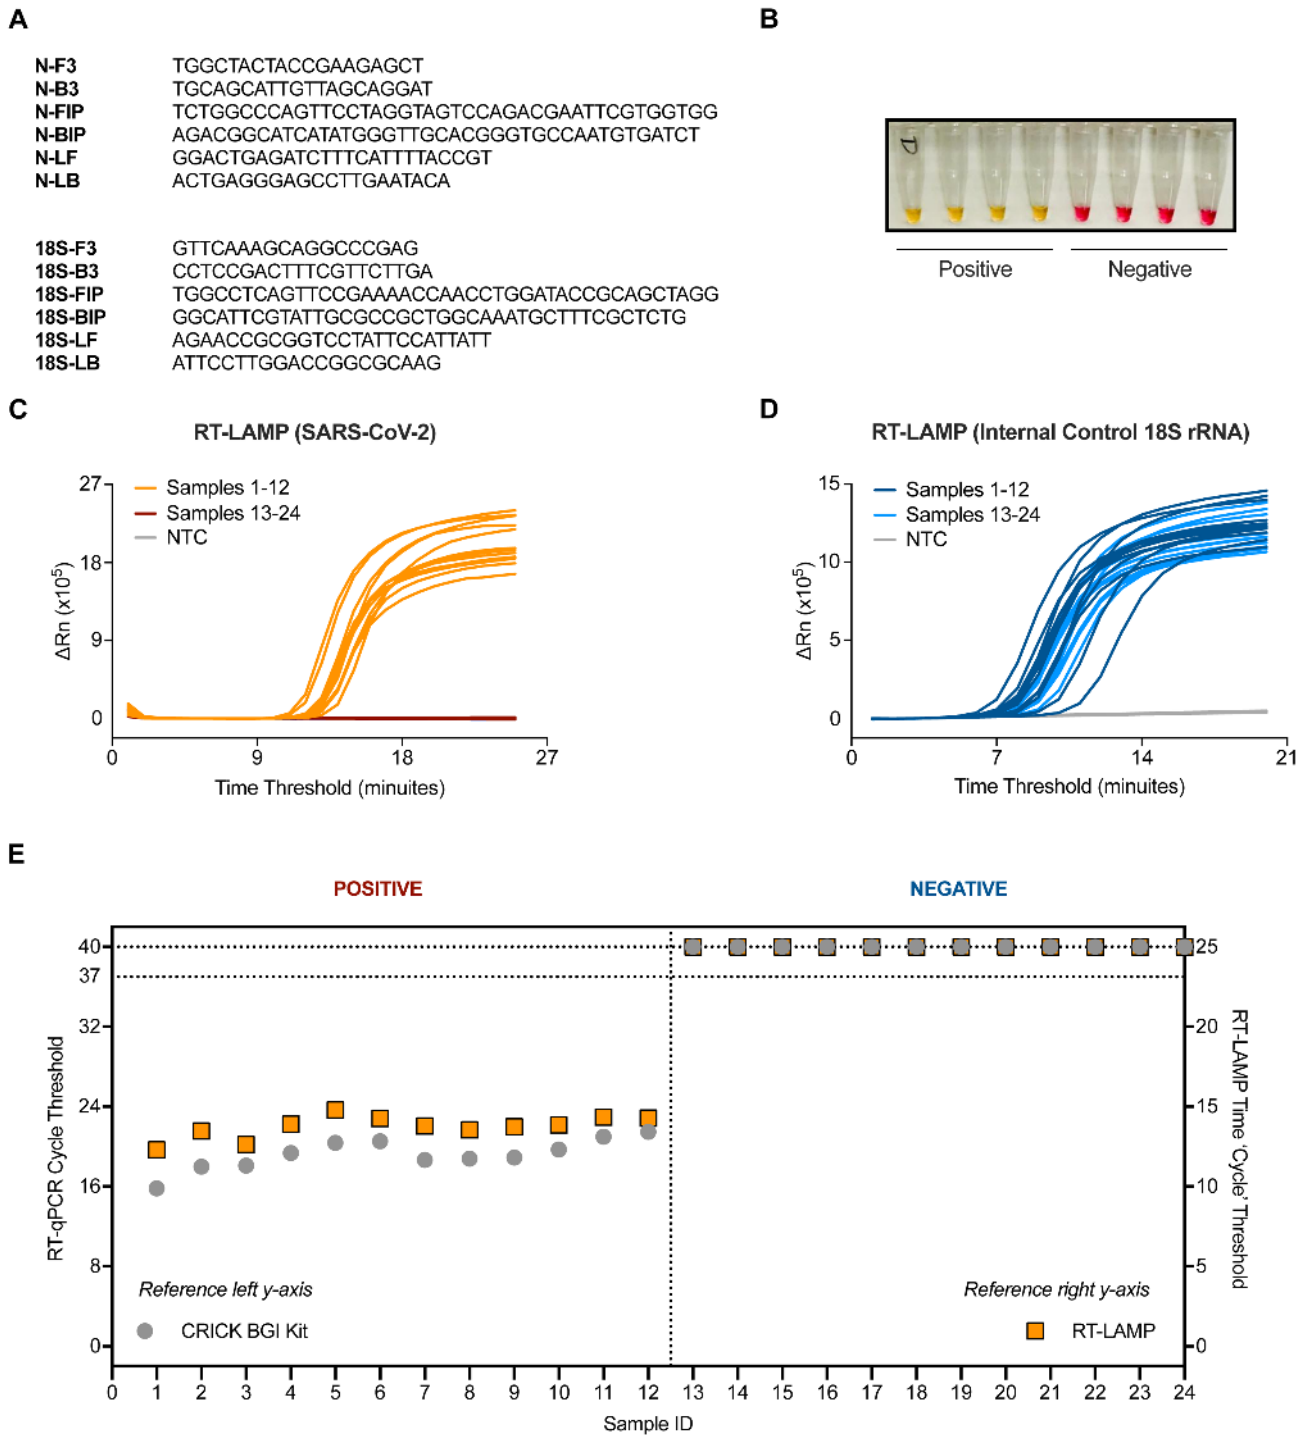 A
N-F3 TGGCTACTACCGAAGAGCT
N-B3 TGCAGCATTGTTAGCAGGAT
N-FIP TCTGGCCCAGTTCCTAGGTAGTCCAGACGAATTCGTGGTGG
N-BIP AGACGGCATCATATGGGTTGCACGGGTGCCAATGTGATCT
N-LF GGACTGAGATCTTTCATTTTACCGT
N-LB ACTGAGGGAGCCTTGAATACA
18S-F3 GTTCAAAGCAGGCCCGAG
18S-B3 CCTCCGACTTTCGTTCTTGA
18S-FIP TGGCCTCAGTTCCGAAAACCAACCTGGATACCGCAGCTAGG
18S-BIP GGCATTCGTATTGCGCCGCTGGCAAATGCTTTCGCTCTG
18S-LF AGAACCGCGGTCCTATTCCATTATT
18S-LB ATTCCTTGGACCGGCGCAAG
B
D
Positive
Negative
C
RT-LAMP (SARS-CoV-2)
27
18
9
0
ΔRn (x10⁵)
Samples 1-12
Samples 13-24
NTC
0 9 18 27
Time Threshold (minuites)
D
RT-LAMP (Internal Control 18S rRNA)
15
10
5
0
ΔRn (x10⁵)
Samples 1-12
Samples 13-24
NTC
0 7 14 21
Time Threshold (minuites)
E
POSITIVE
NEGATIVE
40
37
32
24
16
8
0
RT-qPCR Cycle Threshold
25
20
15
10
5
0
RT-LAMP Time 'Cycle' Threshold
Reference left y-axis
CRICK BGI Kit
Reference right y-axis
RT-LAMP
0 1 2 3 4 5 6 7 8 9 10 11 12 13 14 15 16 17 18 19 20 21 22 23 24
Sample ID